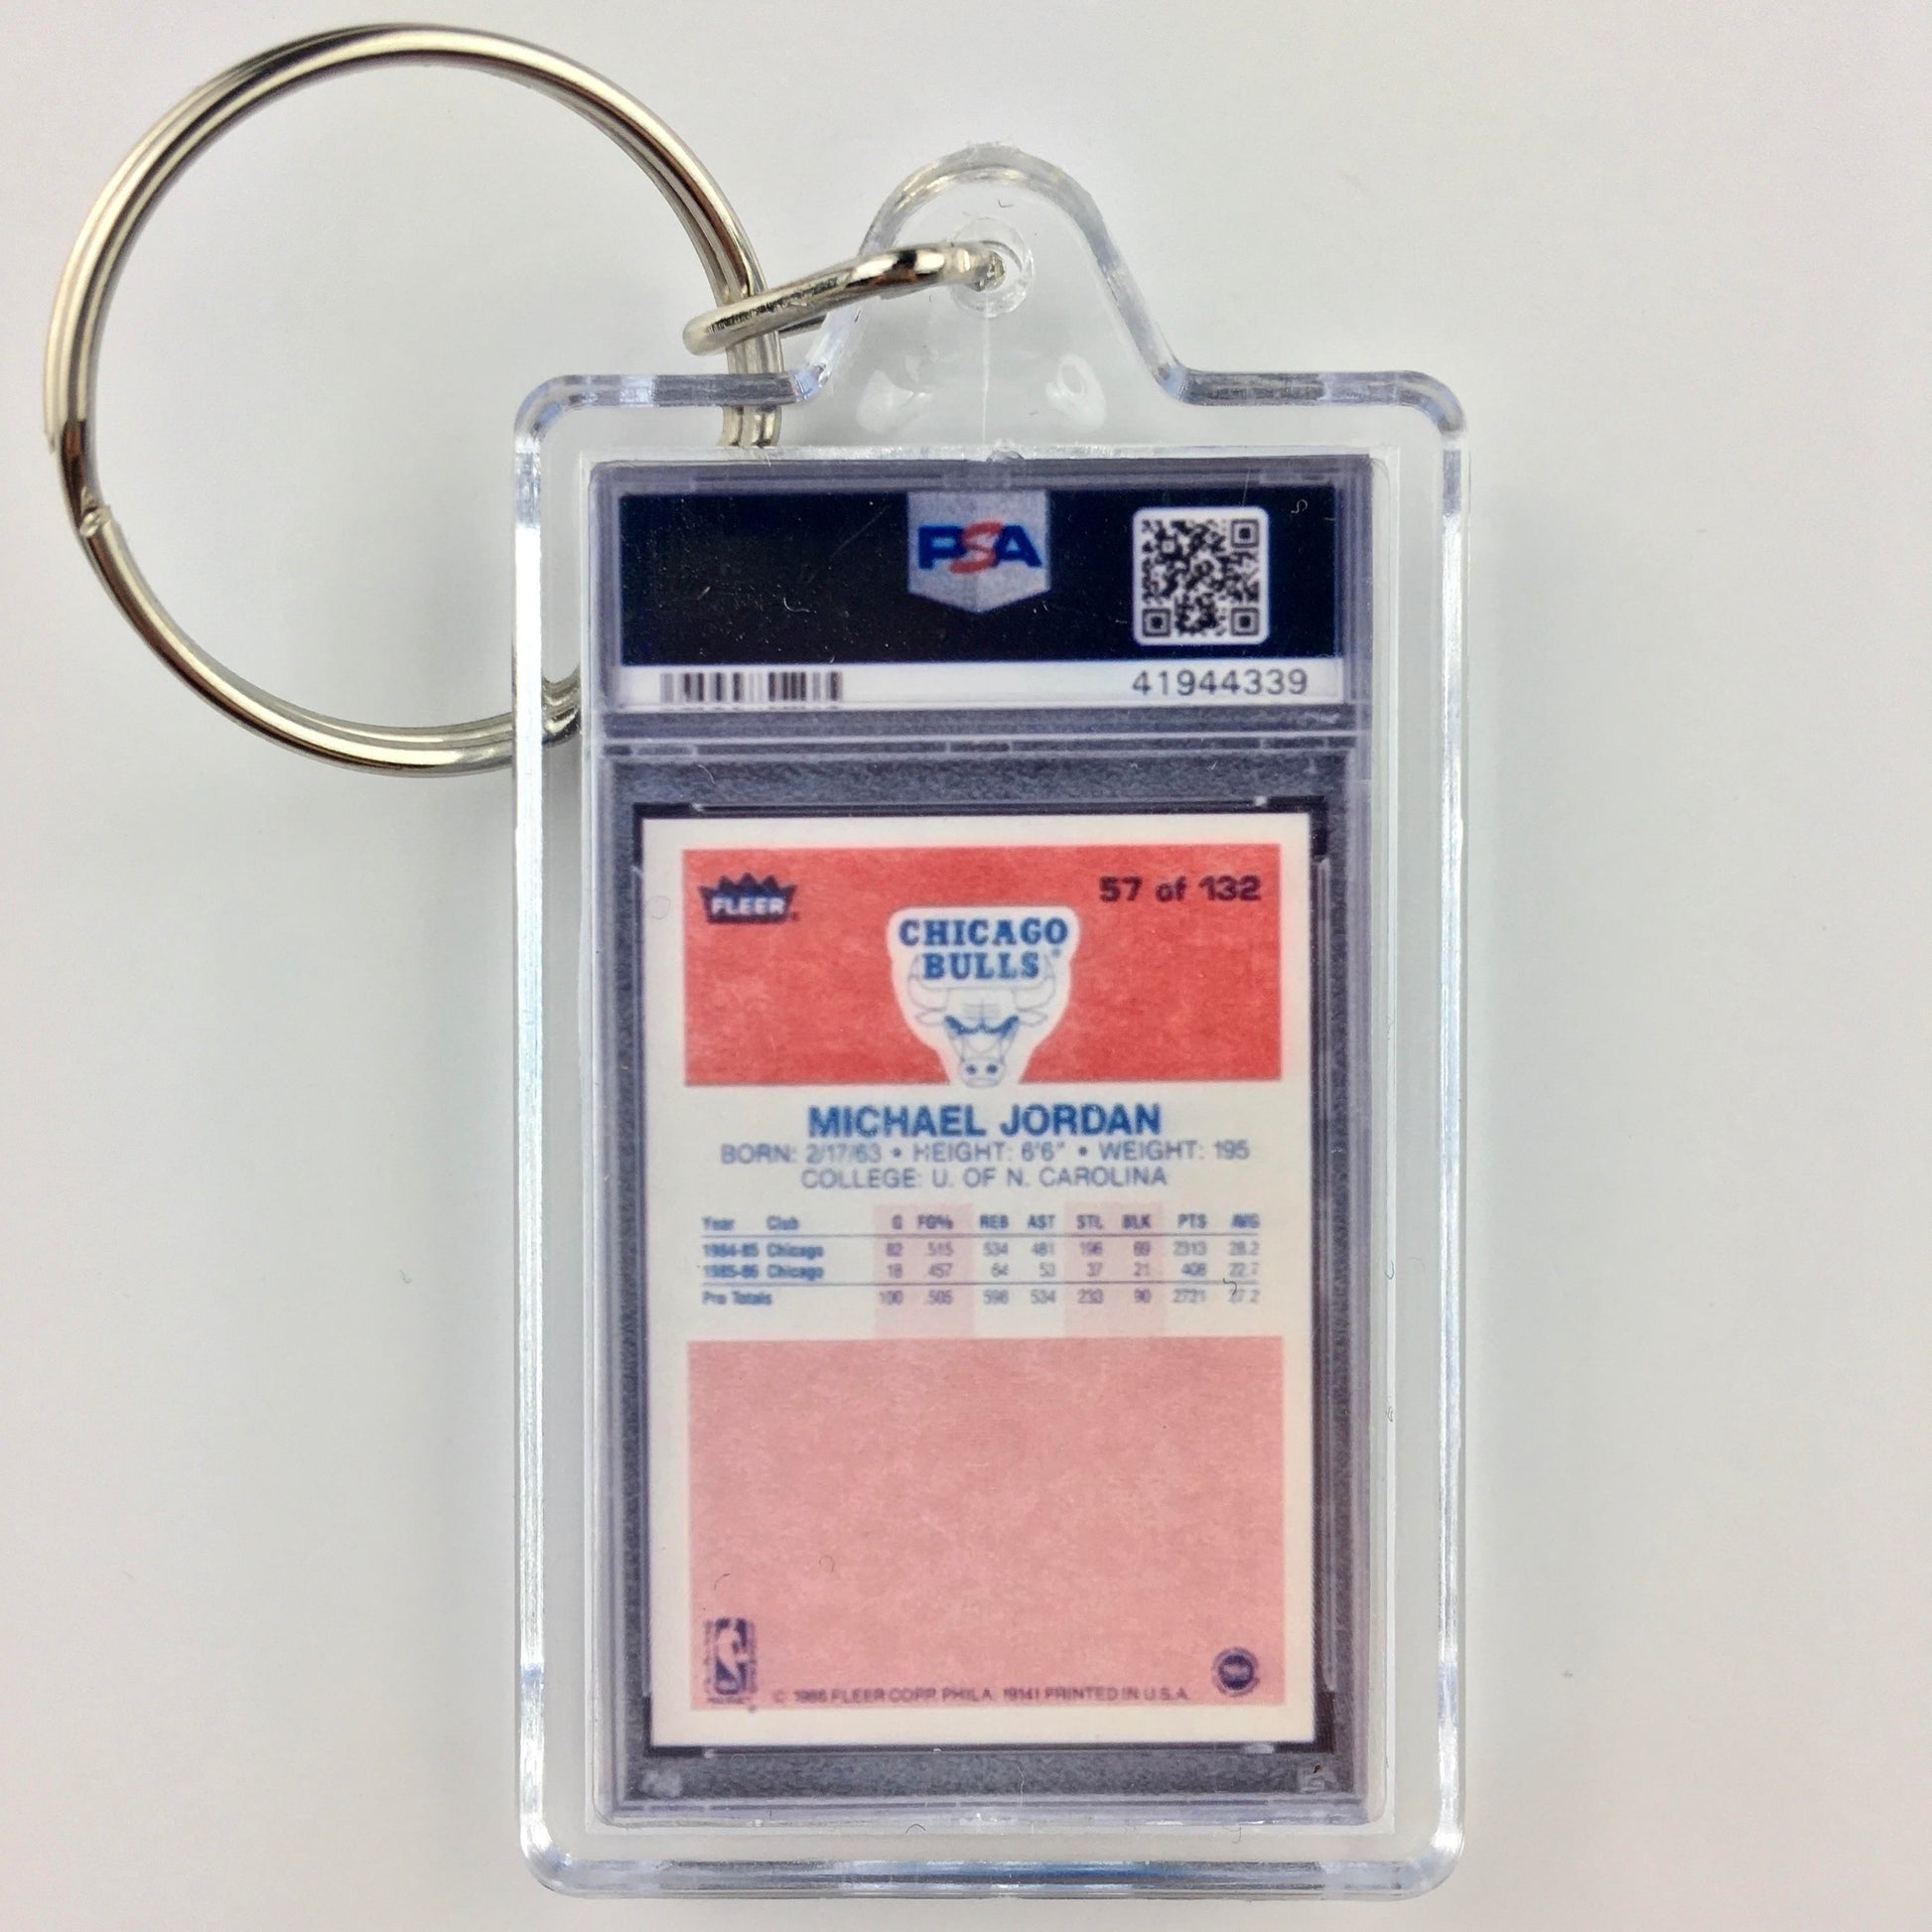 PSA
41944339
FLEER
57 of 132
CHICAGO
BULLS
MICHAEL JORDAN
BORN: 2/17/63 • HEIGHT: 6'6" • WEIGHT: 195
COLLEGE: U. OF N. CAROLINA
Year Club G FG% REB AST STL BLK PTS AVG
1984-85 Chicago 82 .515 534 481 196 69 2313 28.2
1985-86 Chicago 18 .457 64 53 37 21 408 22.7
Pro Totals 100 .505 598 534 233 90 2721 27.2
© 1986 FLEER CORP. PHILA. 19141 PRINTED IN U.S.A.